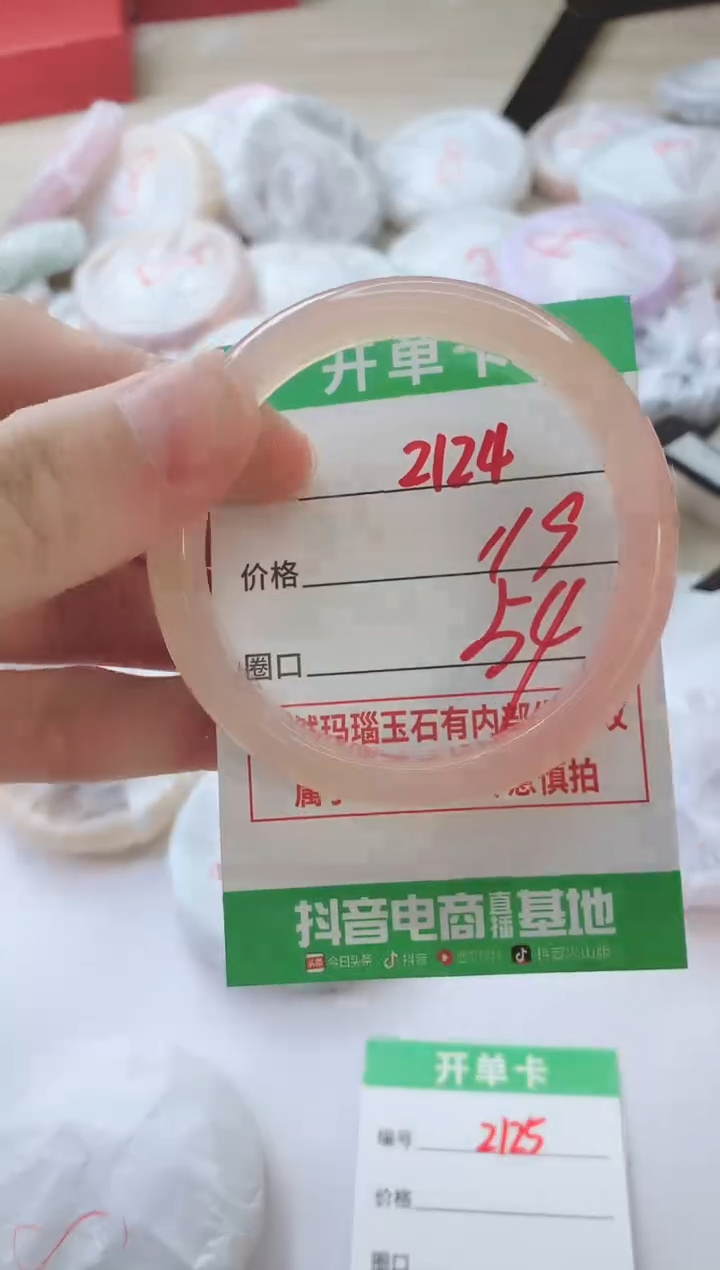 开单卡
2124
价格 119
圈口 54
然玛瑙玉石有内部
慎拍
抖音电商直播基地
今日头条 抖音 抖音火山版
开单卡
编号 2125
价格
圈口